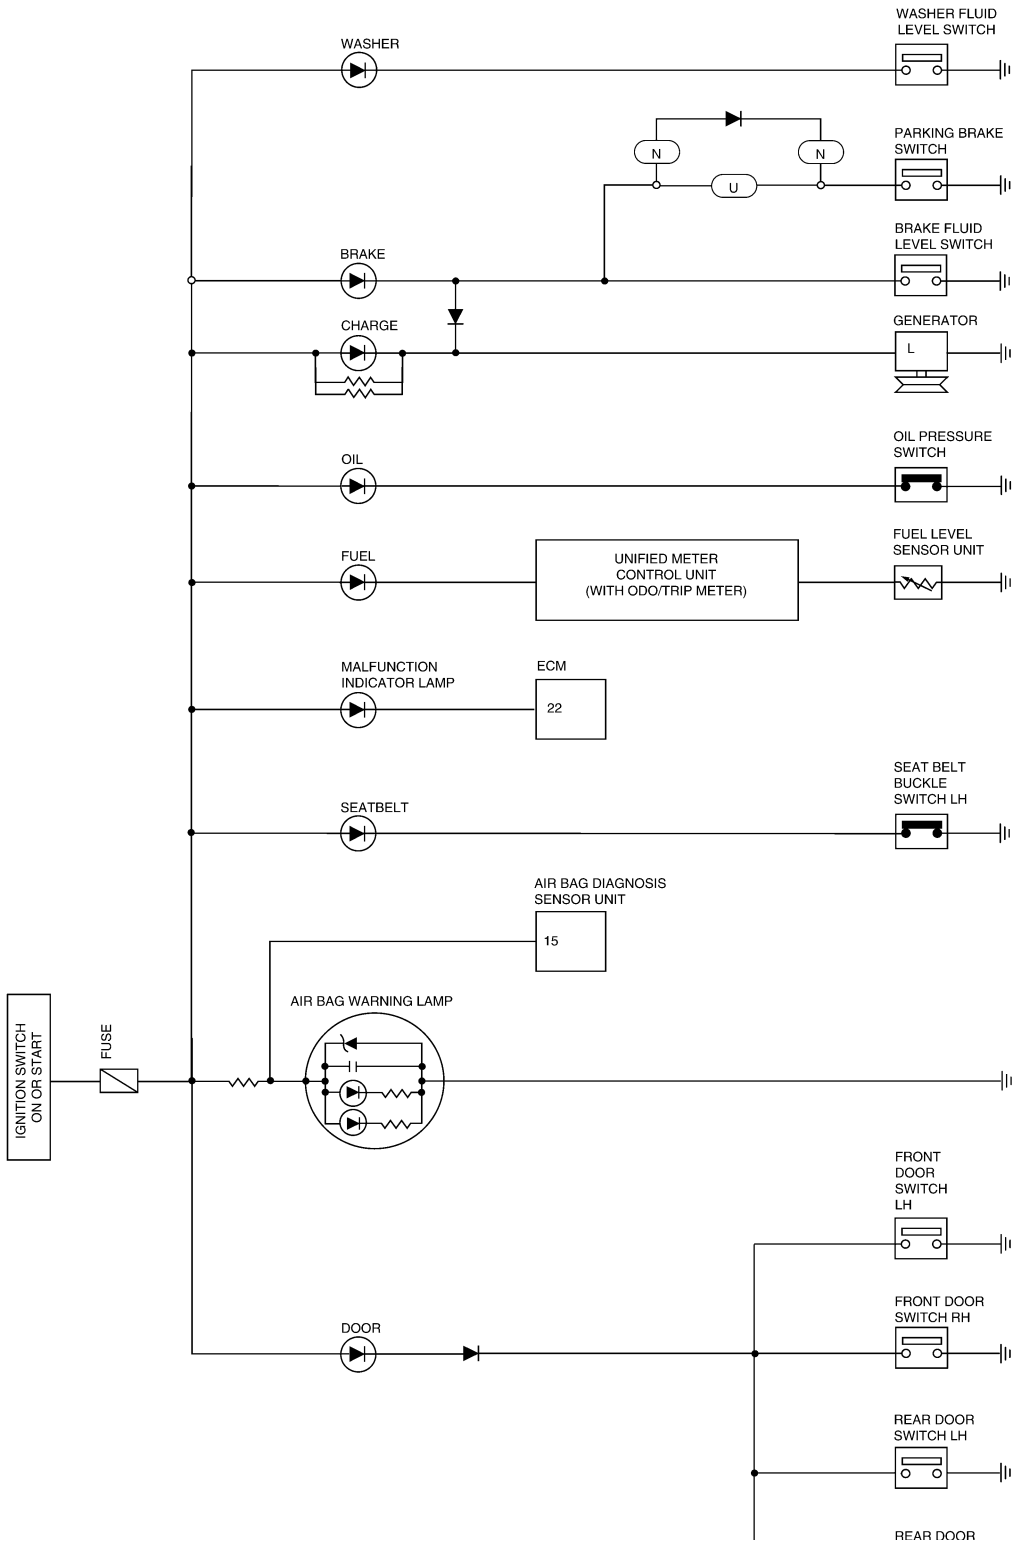 WASHER FLUID
LEVEL SWITCH
WASHER
PARKING BRAKE
SWITCH
N
N
U
BRAKE FLUID
LEVEL SWITCH
BRAKE
GENERATOR
CHARGE
L
OIL PRESSURE
SWITCH
OIL
FUEL LEVEL
SENSOR UNIT
FUEL
UNIFIED METER
CONTROL UNIT
(WITH ODO/TRIP METER)
MALFUNCTION
INDICATOR LAMP
ECM
22
SEAT BELT
BUCKLE
SWITCH LH
SEATBELT
AIR BAG DIAGNOSIS
SENSOR UNIT
15
AIR BAG WARNING LAMP
IGNITION SWITCH
ON OR START
FUSE
FRONT
DOOR
SWITCH
LH
FRONT DOOR
SWITCH RH
DOOR
REAR DOOR
SWITCH LH
REAR DOOR